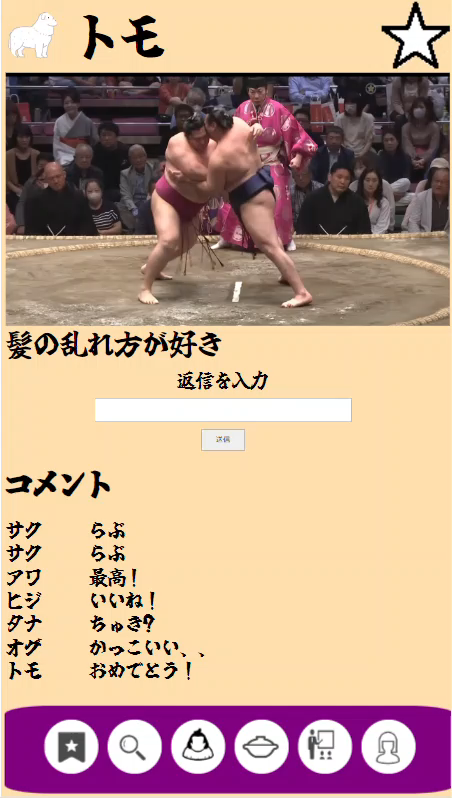 トモ
髪の乱れ方が好き
返信を入力
送信
コメント
サク らぶ
サク らぶ
アワ 最高！
ヒジ いいね！
タナ ちゅき?
オグ かっこいい、、
トモ おめでとう！